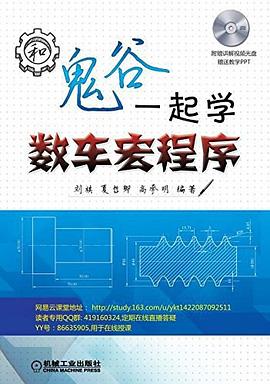 附赠讲解视频光盘
赠送教学PPT
和
鬼谷
一起学
数车宏程序
刘镇 夏哲卿 高孝明 编著
网易云课堂地址：http://study.163.com/u/ykt1422087092511
读者专用QQ群: 419160324,定期在线直播答疑
YY号：86635905,用于在线授课
机械工业出版社
CHINA MACHINE PRESS